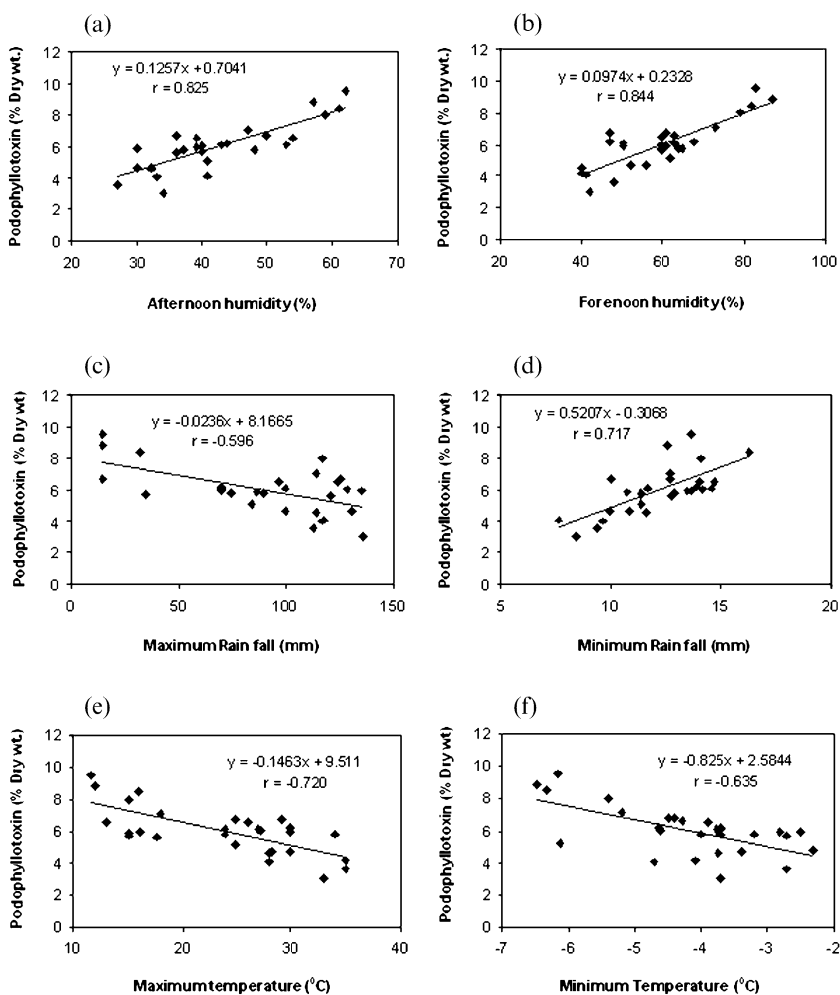 (a)
y = 0.1257x + 0.7041
r = 0.825
Podophyllotoxin (% Dry wt.)
12
10
8
6
4
2
0
20 30 40 50 60 70
Afternoon humidity (%)
(b)
y = 0.0974x + 0.2328
r = 0.844
Podophyllotoxin (% Dry wt.)
12
10
8
6
4
2
0
20 40 60 80 100
Forenoon humidity (%)
(c)
y = -0.0236x + 8.1665
r = -0.596
Podophyllotoxin (% Dry wt)
12
10
8
6
4
2
0
0 50 100 150
Maximum Rain fall (mm)
(d)
y = 0.5207x - 0.3068
r = 0.717
Podophyllotoxin (% Dry wt)
12
10
8
6
4
2
0
5 10 15 20
Minimum Rain fall (mm)
(e)
y = -0.1463x + 9.511
r = -0.720
Podophyllotoxin (% Dry wt.)
12
10
8
6
4
2
0
10 20 30 40
Maximum temperature (⁰C)
(f)
y = -0.825x + 2.5844
r = -0.635
Podophyllotoxin (% Dry wt.)
12
10
8
6
4
2
0
-7 -6 -5 -4 -3 -2
Minimum Temperature (⁰C)